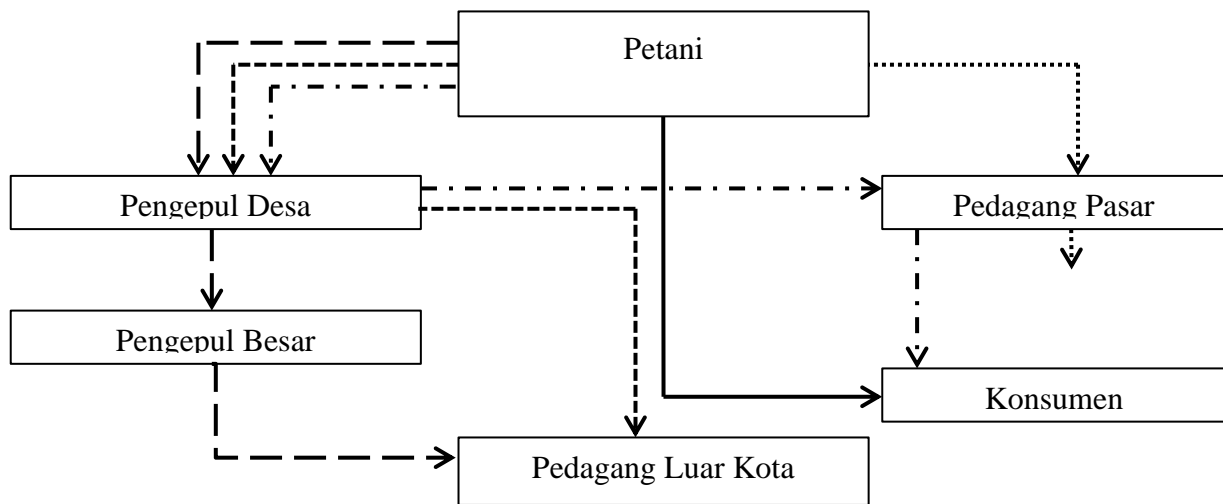 Petani
Pengepul Desa
Pedagang Pasar
Pengepul Besar
Konsumen
Pedagang Luar Kota